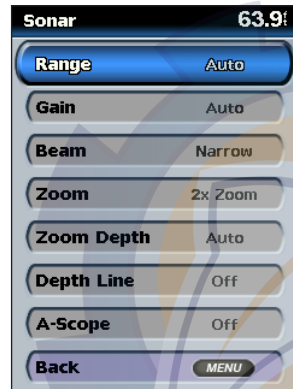 Sonar 63.9ft
Range Auto
Gain Auto
Beam Narrow
Zoom 2x Zoom
Zoom Depth Auto
Depth Line Off
A-Scope Off
Back MENU